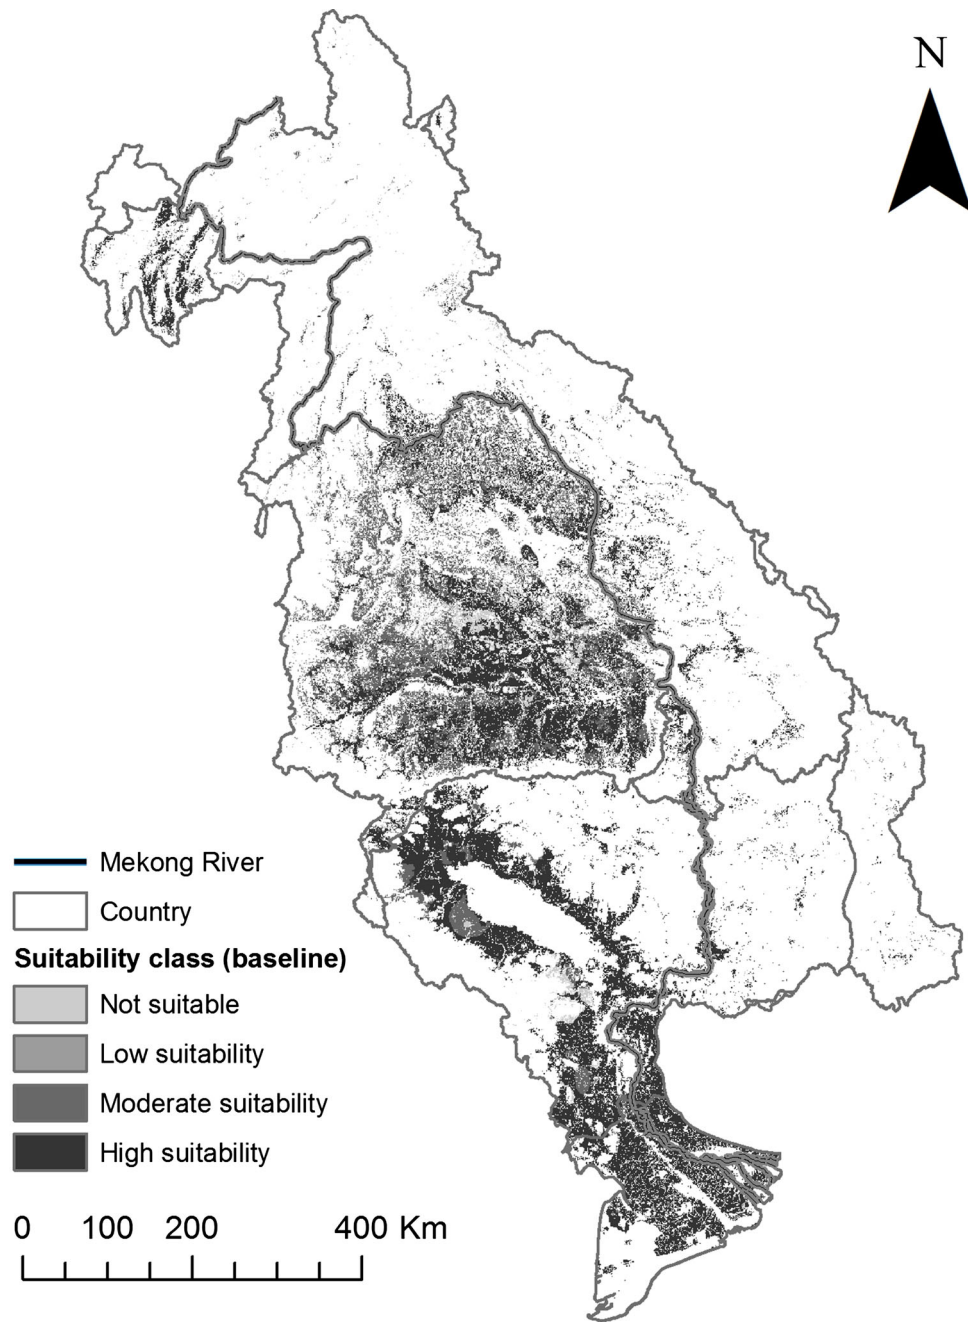 N
Mekong River
Country
Suitability class (baseline)
Not suitable
Low suitability
Moderate suitability
High suitability
0 100 200 400 Km